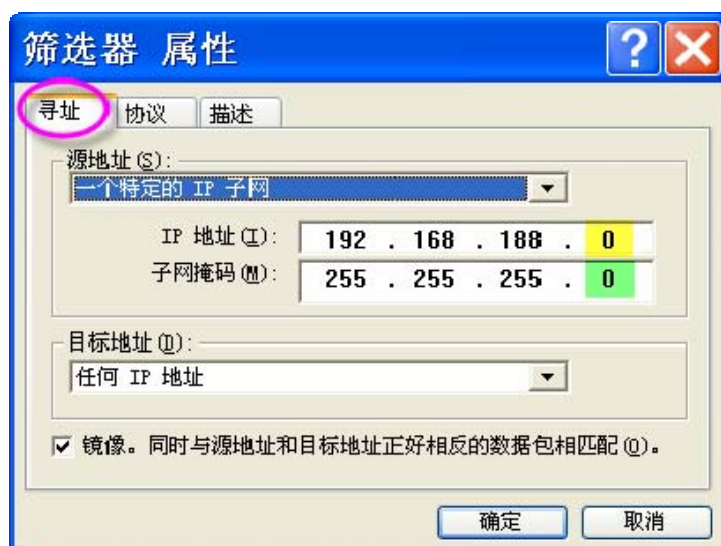 筛选器 属性
寻址 协议 描述
源地址(S):
一个特定的 IP 子网
IP 地址(I): 192 . 168 . 188 . 0
子网掩码(M): 255 . 255 . 255 . 0
目标地址(D):
任何 IP 地址
镜像。同时与源地址和目标地址正好相反的数据包相匹配(O)。
确定 取消